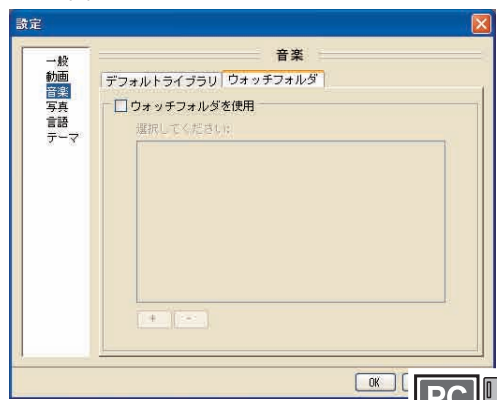 設定
一般
動画
音楽
写真
言語
テーマ
音楽
デフォルトライブラリ ウォッチフォルダ
ウォッチフォルダを使用
選択してください:
+ -
OK
PC